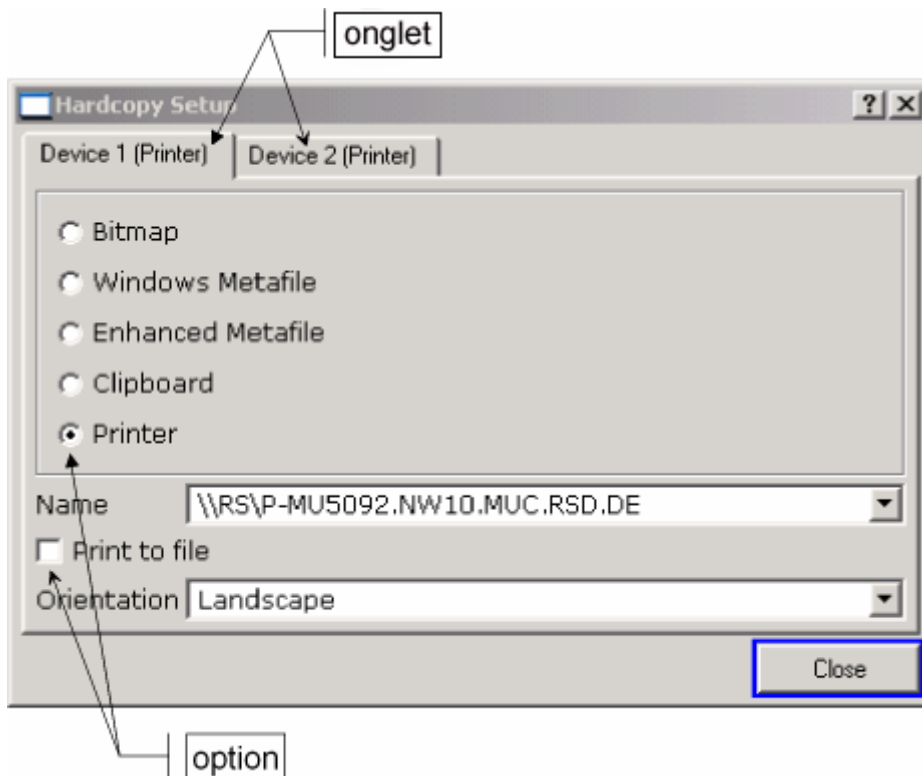 onglet
Hardcopy Setup
Device 1 (Printer)
Device 2 (Printer)
Bitmap
Windows Metafile
Enhanced Metafile
Clipboard
Printer
Name \\RS\P-MU5092.NW10.MUC.RSD.DE
Print to file
Orientation Landscape
Close
option